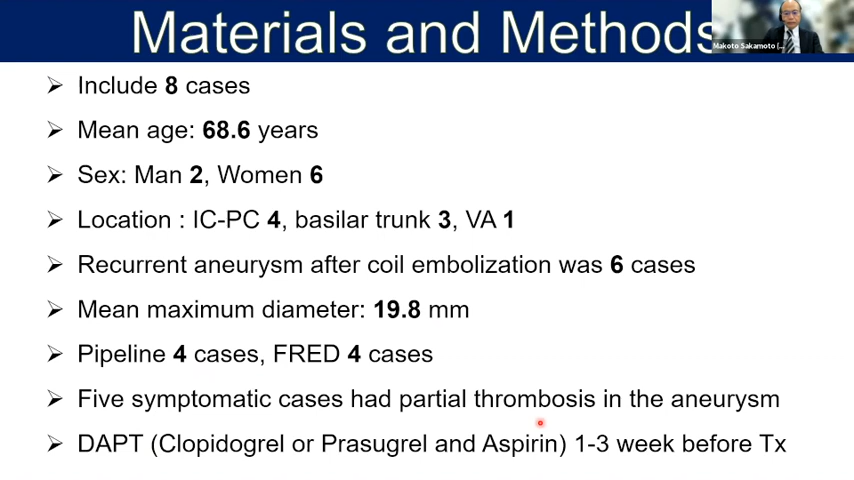 Materials and Methods
Makoto Sakamoto (...
Include 8 cases
Mean age: 68.6 years
Sex: Man 2, Women 6
Location : IC-PC 4, basilar trunk 3, VA 1
Recurrent aneurysm after coil embolization was 6 cases
Mean maximum diameter: 19.8 mm
Pipeline 4 cases, FRED 4 cases
Five symptomatic cases had partial thrombosis in the aneurysm
DAPT (Clopidogrel or Prasugrel and Aspirin) 1-3 week before Tx